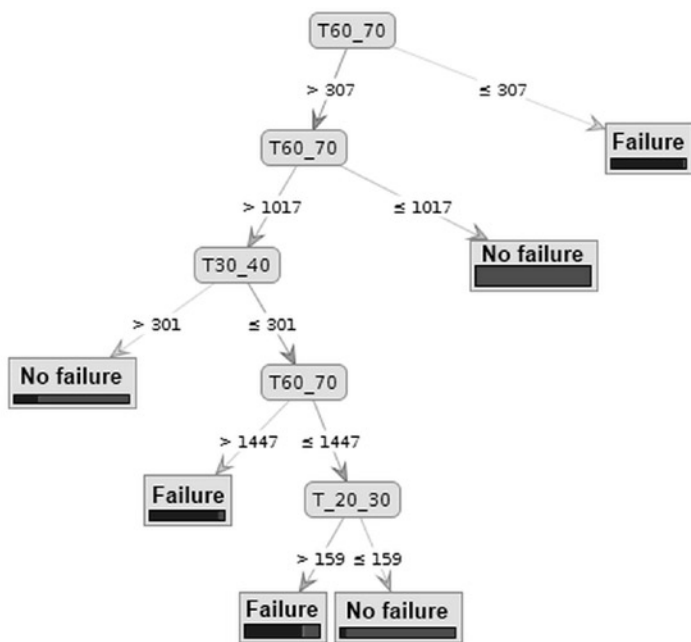 T60_70
> 307
≤ 307
T60_70
Failure
> 1017
≤ 1017
T30_40
No failure
> 301
≤ 301
No failure
T60_70
> 1447
≤ 1447
Failure
T_20_30
> 159
≤ 159
Failure
No failure